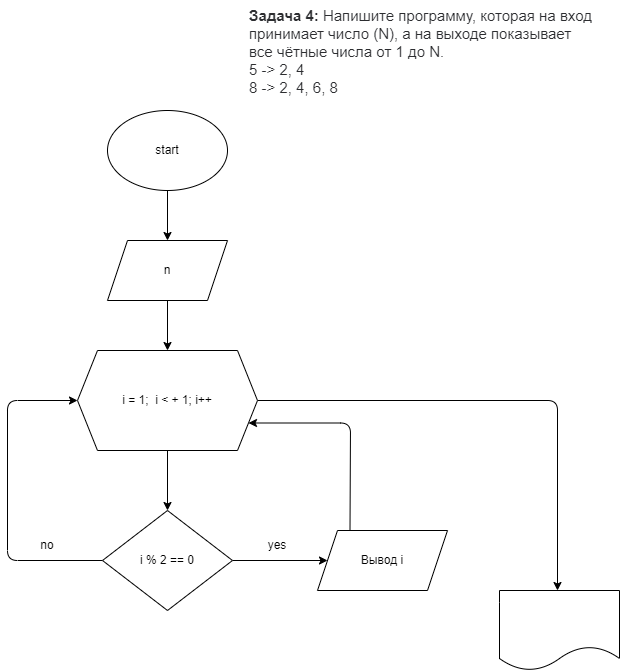 Задача 4: Напишите программу, которая на вход
принимает число (N), а на выходе показывает
все чётные числа от 1 до N.
5 -> 2, 4
8 -> 2, 4, 6, 8
start
n
i = 1;  i < + 1; i++
no
i % 2 == 0
yes
Вывод i